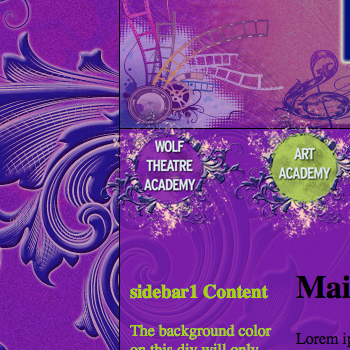 WOLF
THEATRE
ACADEMY
ART
ACADEMY
sidebar1 Content
Mai
The background color
Lorem ip
on this div will only